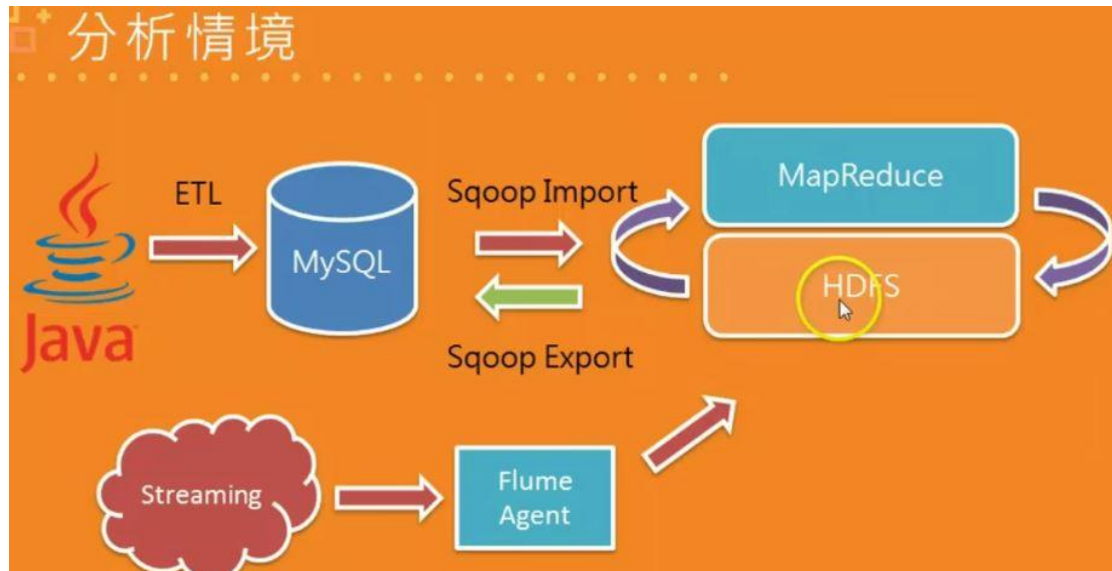 分析情境
ETL
MySQL
Sqoop Import
MapReduce
HDFS
Java
Sqoop Export
Streaming
Flume
Agent